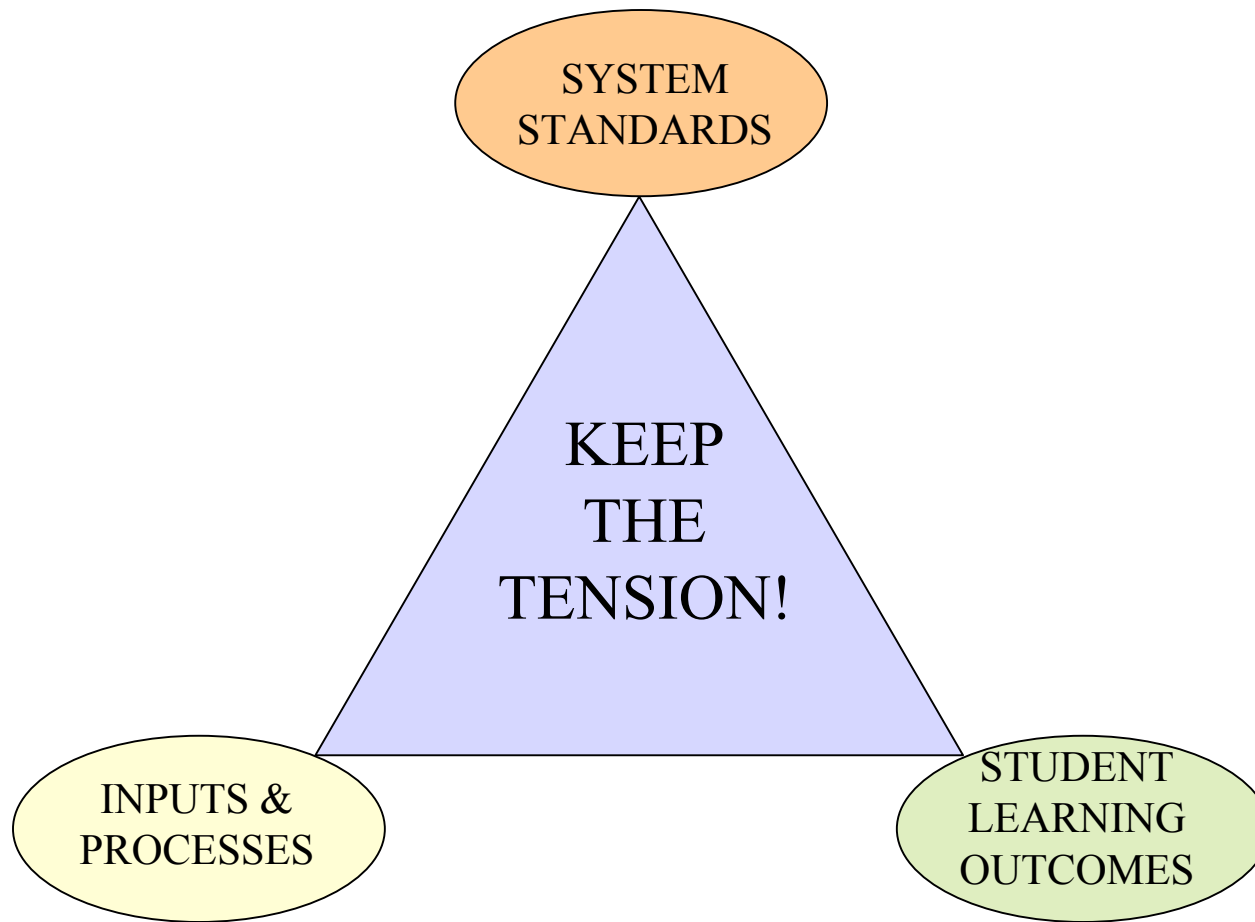 SYSTEM
STANDARDS
KEEP
THE
TENSION!
INPUTS &
PROCESSES
STUDENT
LEARNING
OUTCOMES